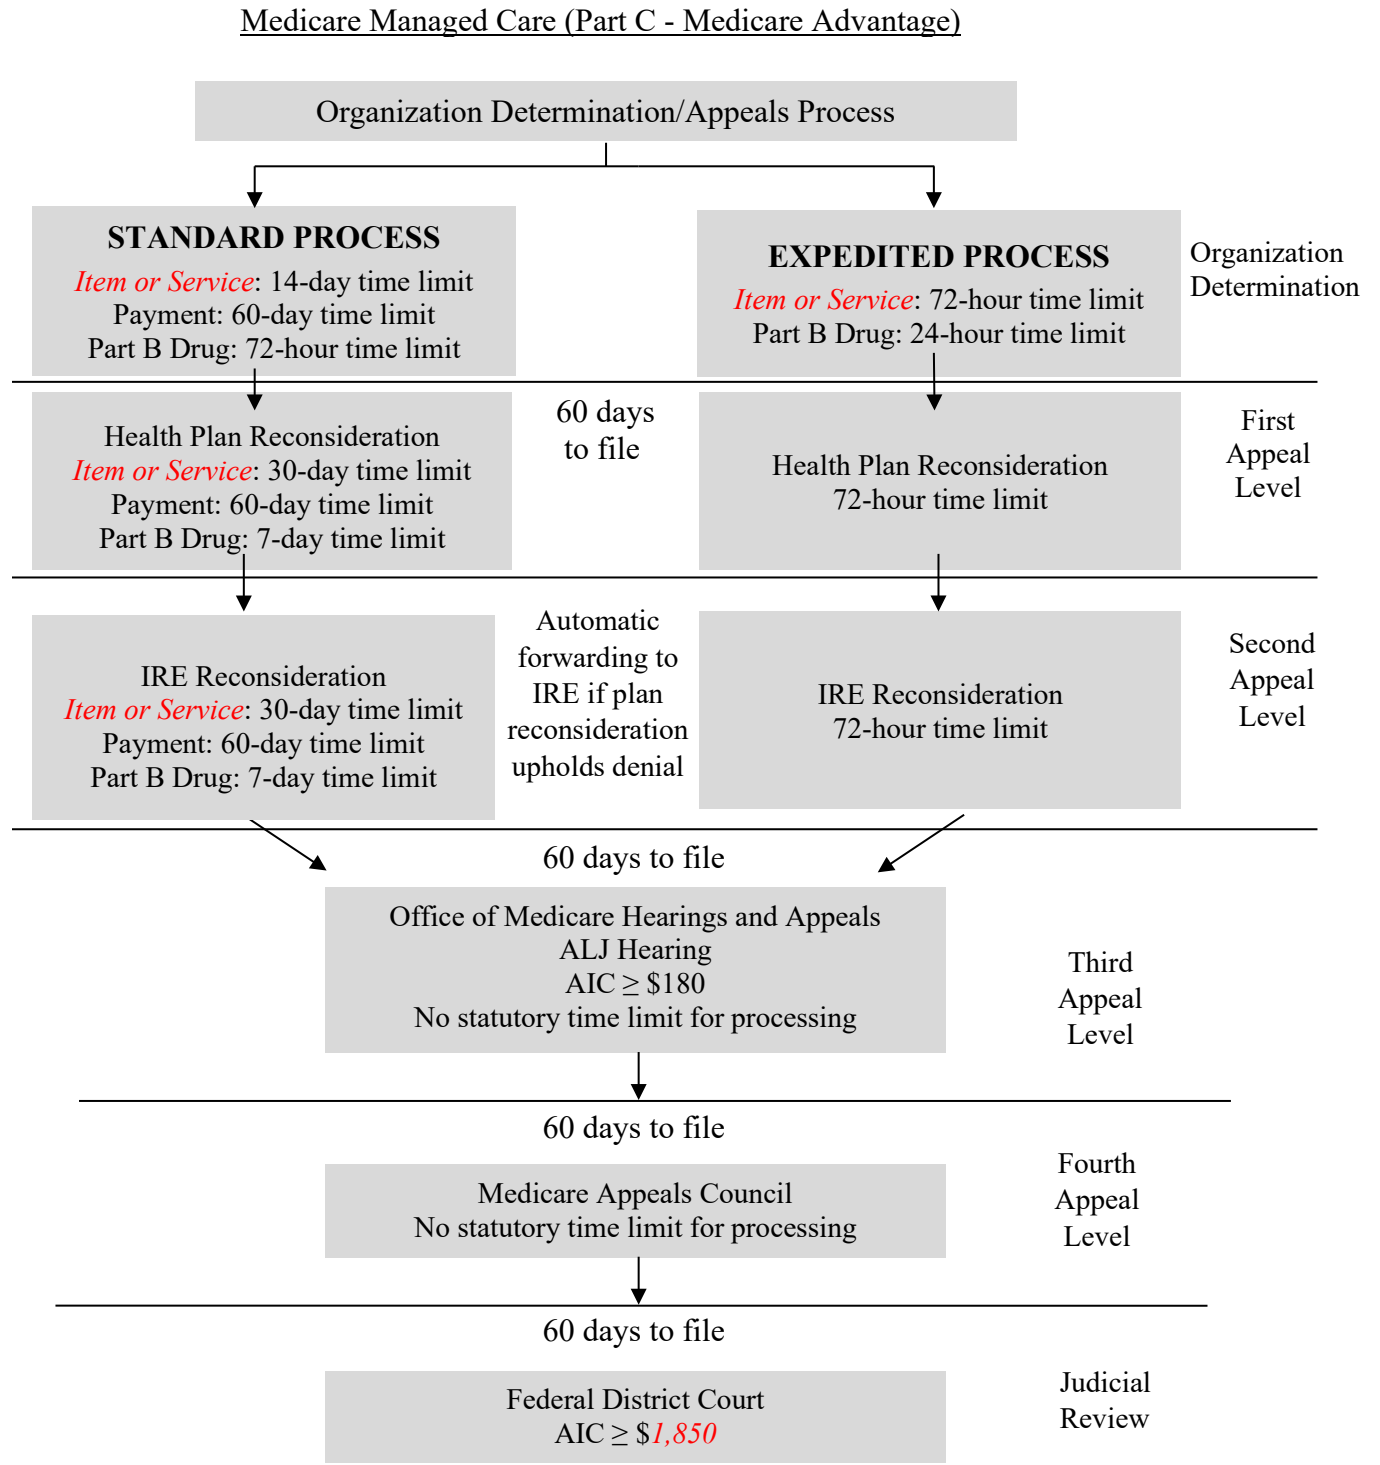 Medicare Managed Care (Part C - Medicare Advantage)
Organization Determination/Appeals Process
STANDARD PROCESS
Item or Service: 14-day time limit
Payment: 60-day time limit
Part B Drug: 72-hour time limit
EXPEDITED PROCESS
Item or Service: 72-hour time limit
Part B Drug: 24-hour time limit
Organization
Determination
Health Plan Reconsideration
Item or Service: 30-day time limit
Payment: 60-day time limit
Part B Drug: 7-day time limit
60 days
to file
Health Plan Reconsideration
72-hour time limit
First
Appeal
Level
IRE Reconsideration
Item or Service: 30-day time limit
Payment: 60-day time limit
Part B Drug: 7-day time limit
Automatic
forwarding to
IRE if plan
reconsideration
upholds denial
IRE Reconsideration
72-hour time limit
Second
Appeal
Level
60 days to file
Office of Medicare Hearings and Appeals
ALJ Hearing
AIC ≥ $180
No statutory time limit for processing
Third
Appeal
Level
60 days to file
Medicare Appeals Council
No statutory time limit for processing
Fourth
Appeal
Level
60 days to file
Federal District Court
AIC ≥ $1,850
Judicial
Review